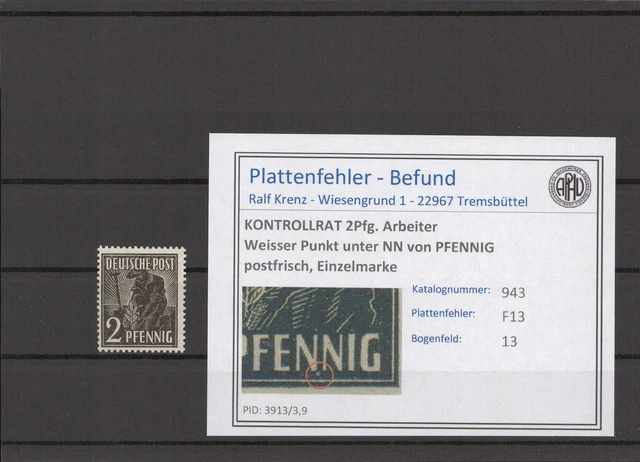 DEUTSCHE POST
2 PFENNIG
Plattenfehler - Befund
Ralf Krenz - Wiesengrund 1 - 22967 Tremsbüttel
APHV
KONTROLLRAT 2Pfg. Arbeiter
Weisser Punkt unter NN von PFENNIG
postfrisch, Einzelmarke
PFENNIG
Katalognummer: 943
Plattenfehler: F13
Bogenfeld: 13
PID: 3913/3,9